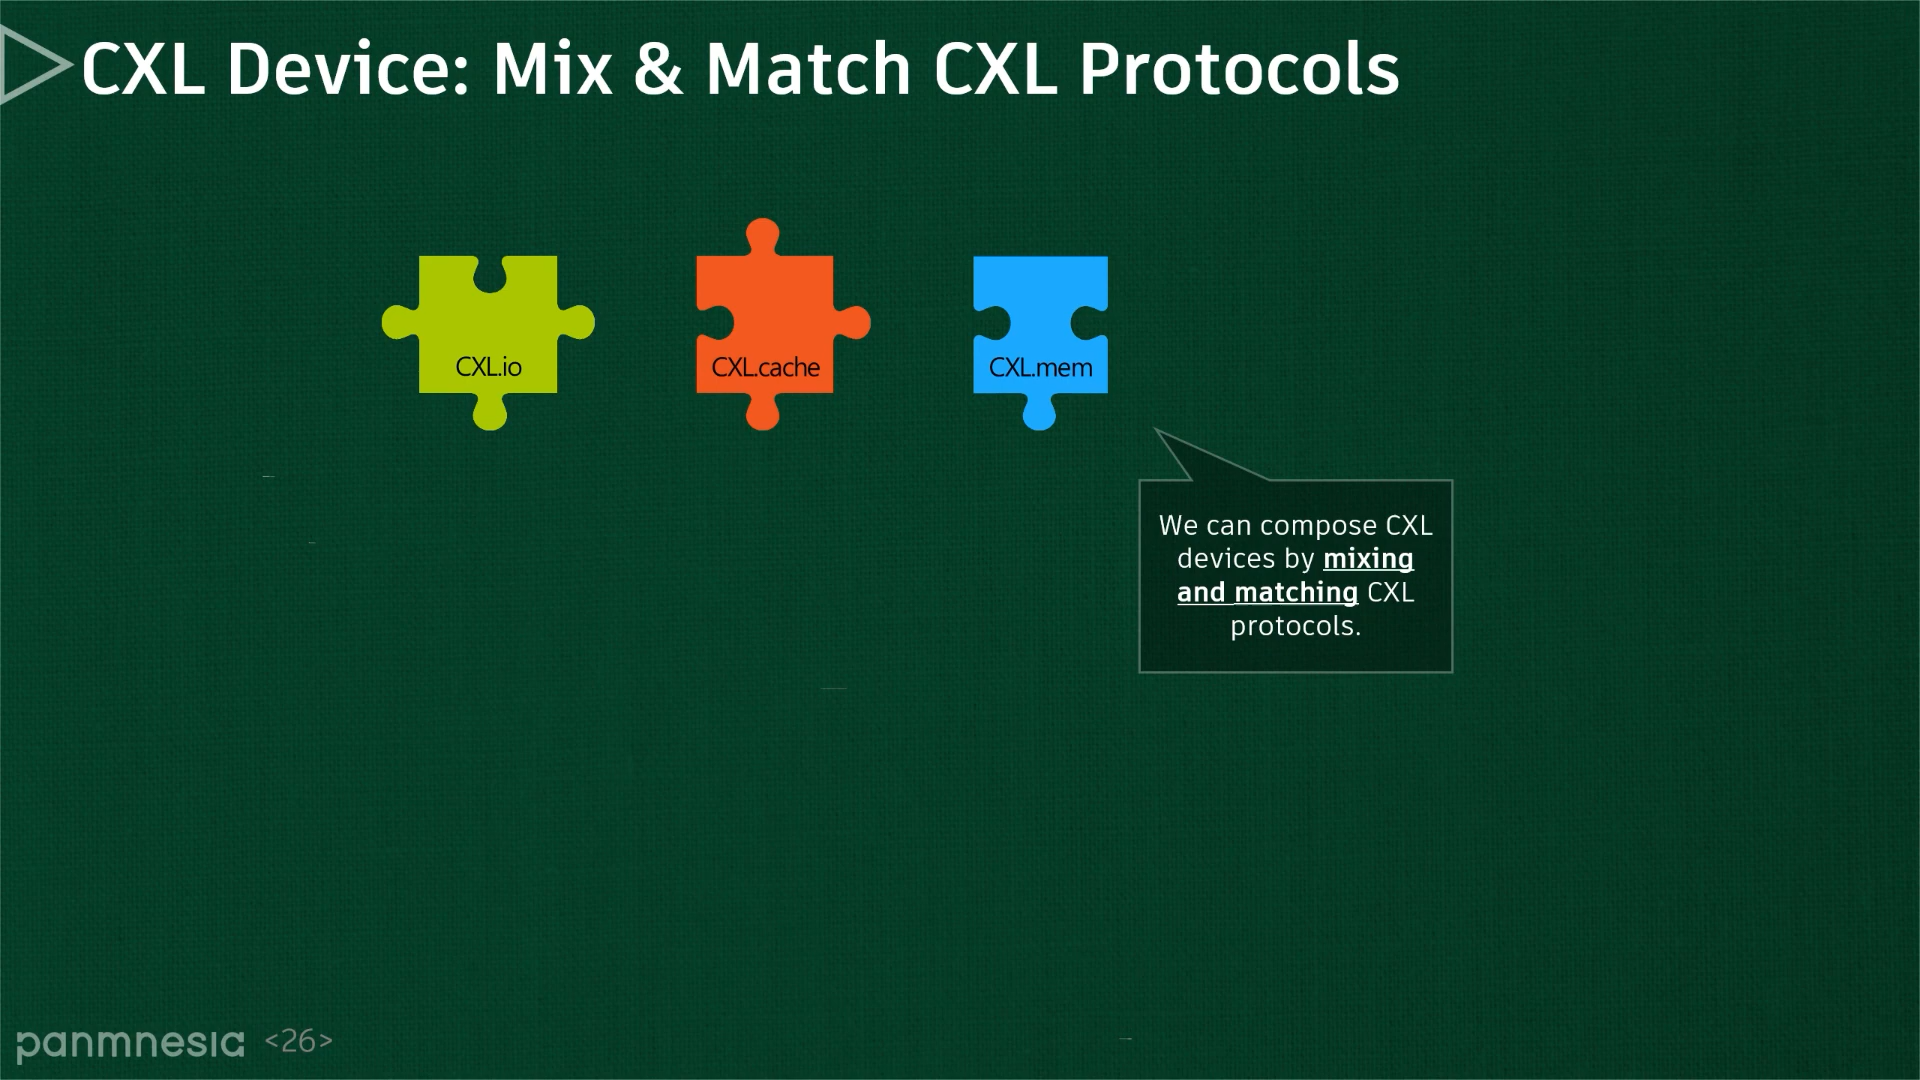 CXL Device: Mix & Match CXL Protocols
CXL.io
CXL.cache
CXL.mem
We can compose CXL
devices by mixing
and matching CXL
protocols.
panmnesia <26>